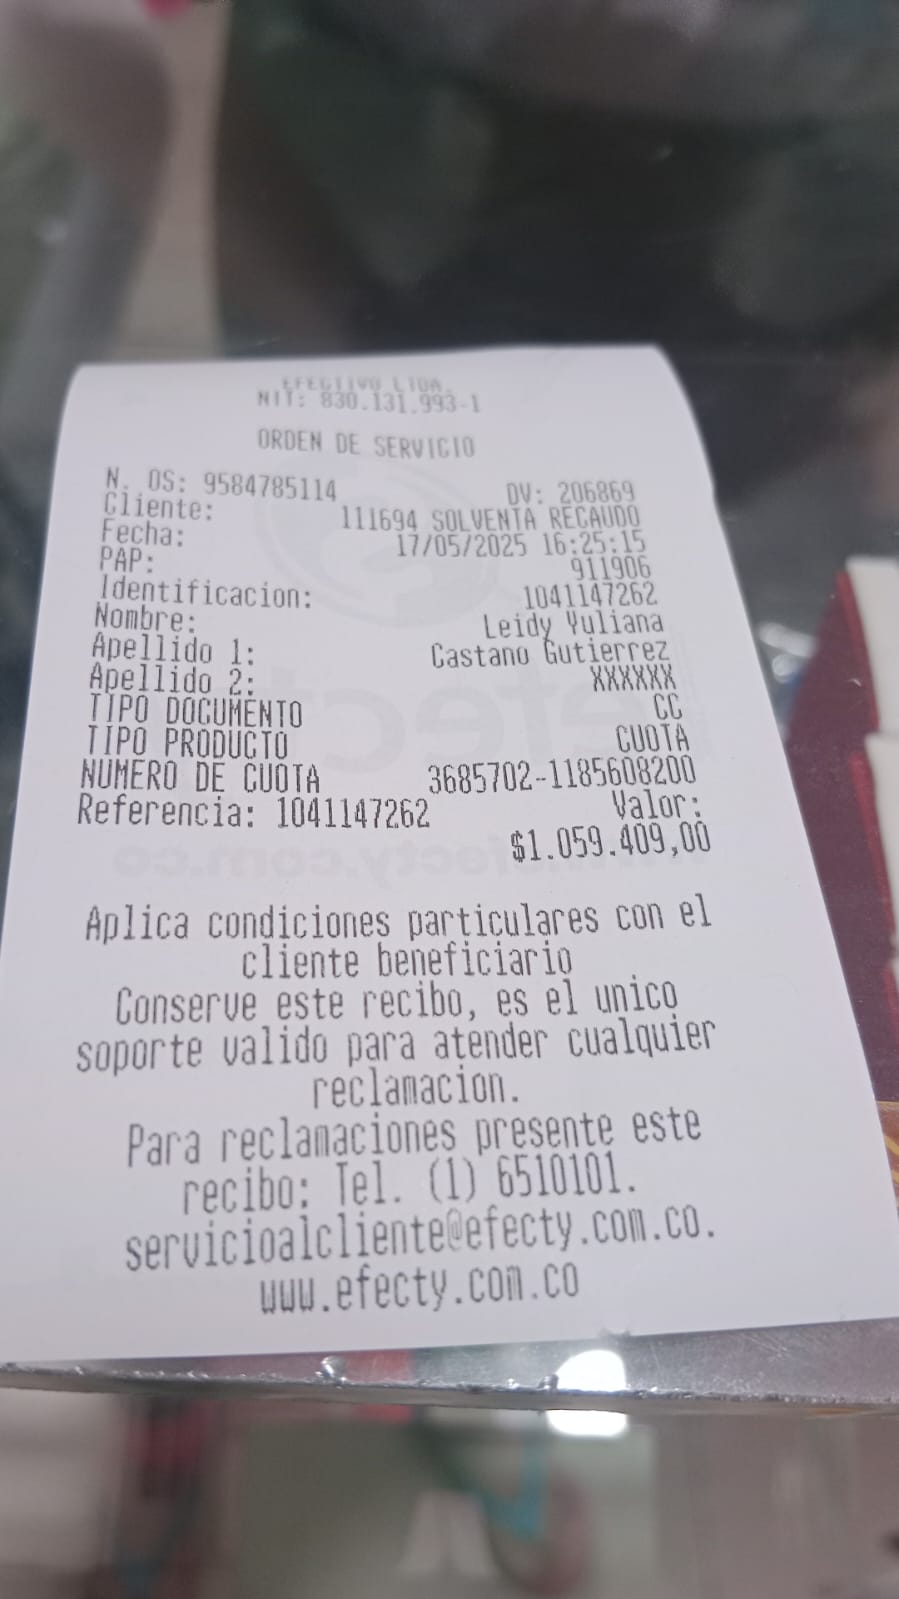 EFECTIVO LTDA.
NIT: 830.131.993-1
ORDEN DE SERVICIO
N. OS: 9584785114 DV: 206869
Cliente: 111694 SOLVENTA RECAUDO
Fecha: 17/05/2025 16:25:15
PAP: 911906
Identificacion: 1041147262
Nombre: Leidy Yuliana
Apellido 1: Castano Gutierrez
Apellido 2: XXXXXX
TIPO DOCUMENTO CC
TIPO PRODUCTO CUOTA
NUMERO DE CUOTA 3685702-1185608200
Referencia: 1041147262 Valor:
$1.059.409,00
Aplica condiciones particulares con el
cliente beneficiario
Conserve este recibo, es el unico
soporte valido para atender cualquier
reclamacion.
Para reclamaciones presente este
recibo: Tel. (1) 6510101.
servicioalcliente@efecty.com.co.
www.efecty.com.co